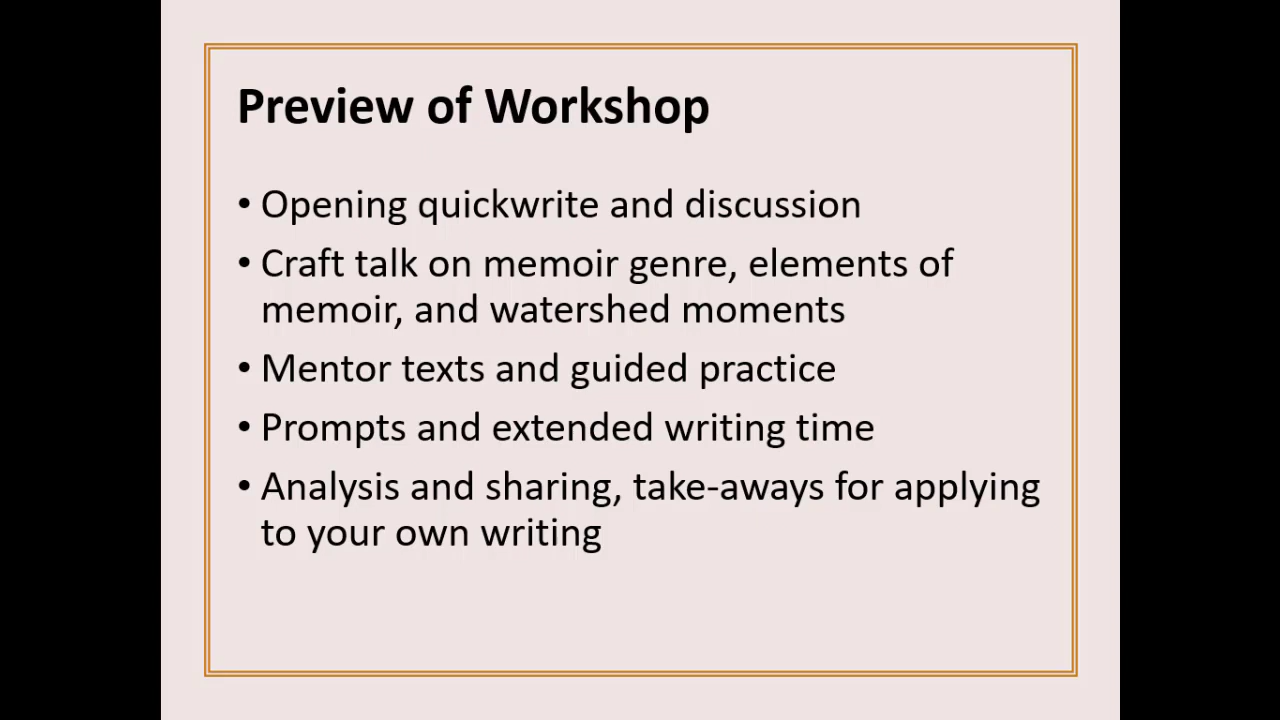 Preview of Workshop
• Opening quickwrite and discussion
• Craft talk on memoir genre, elements of
memoir, and watershed moments
• Mentor texts and guided practice
• Prompts and extended writing time
• Analysis and sharing, take-aways for applying
to your own writing